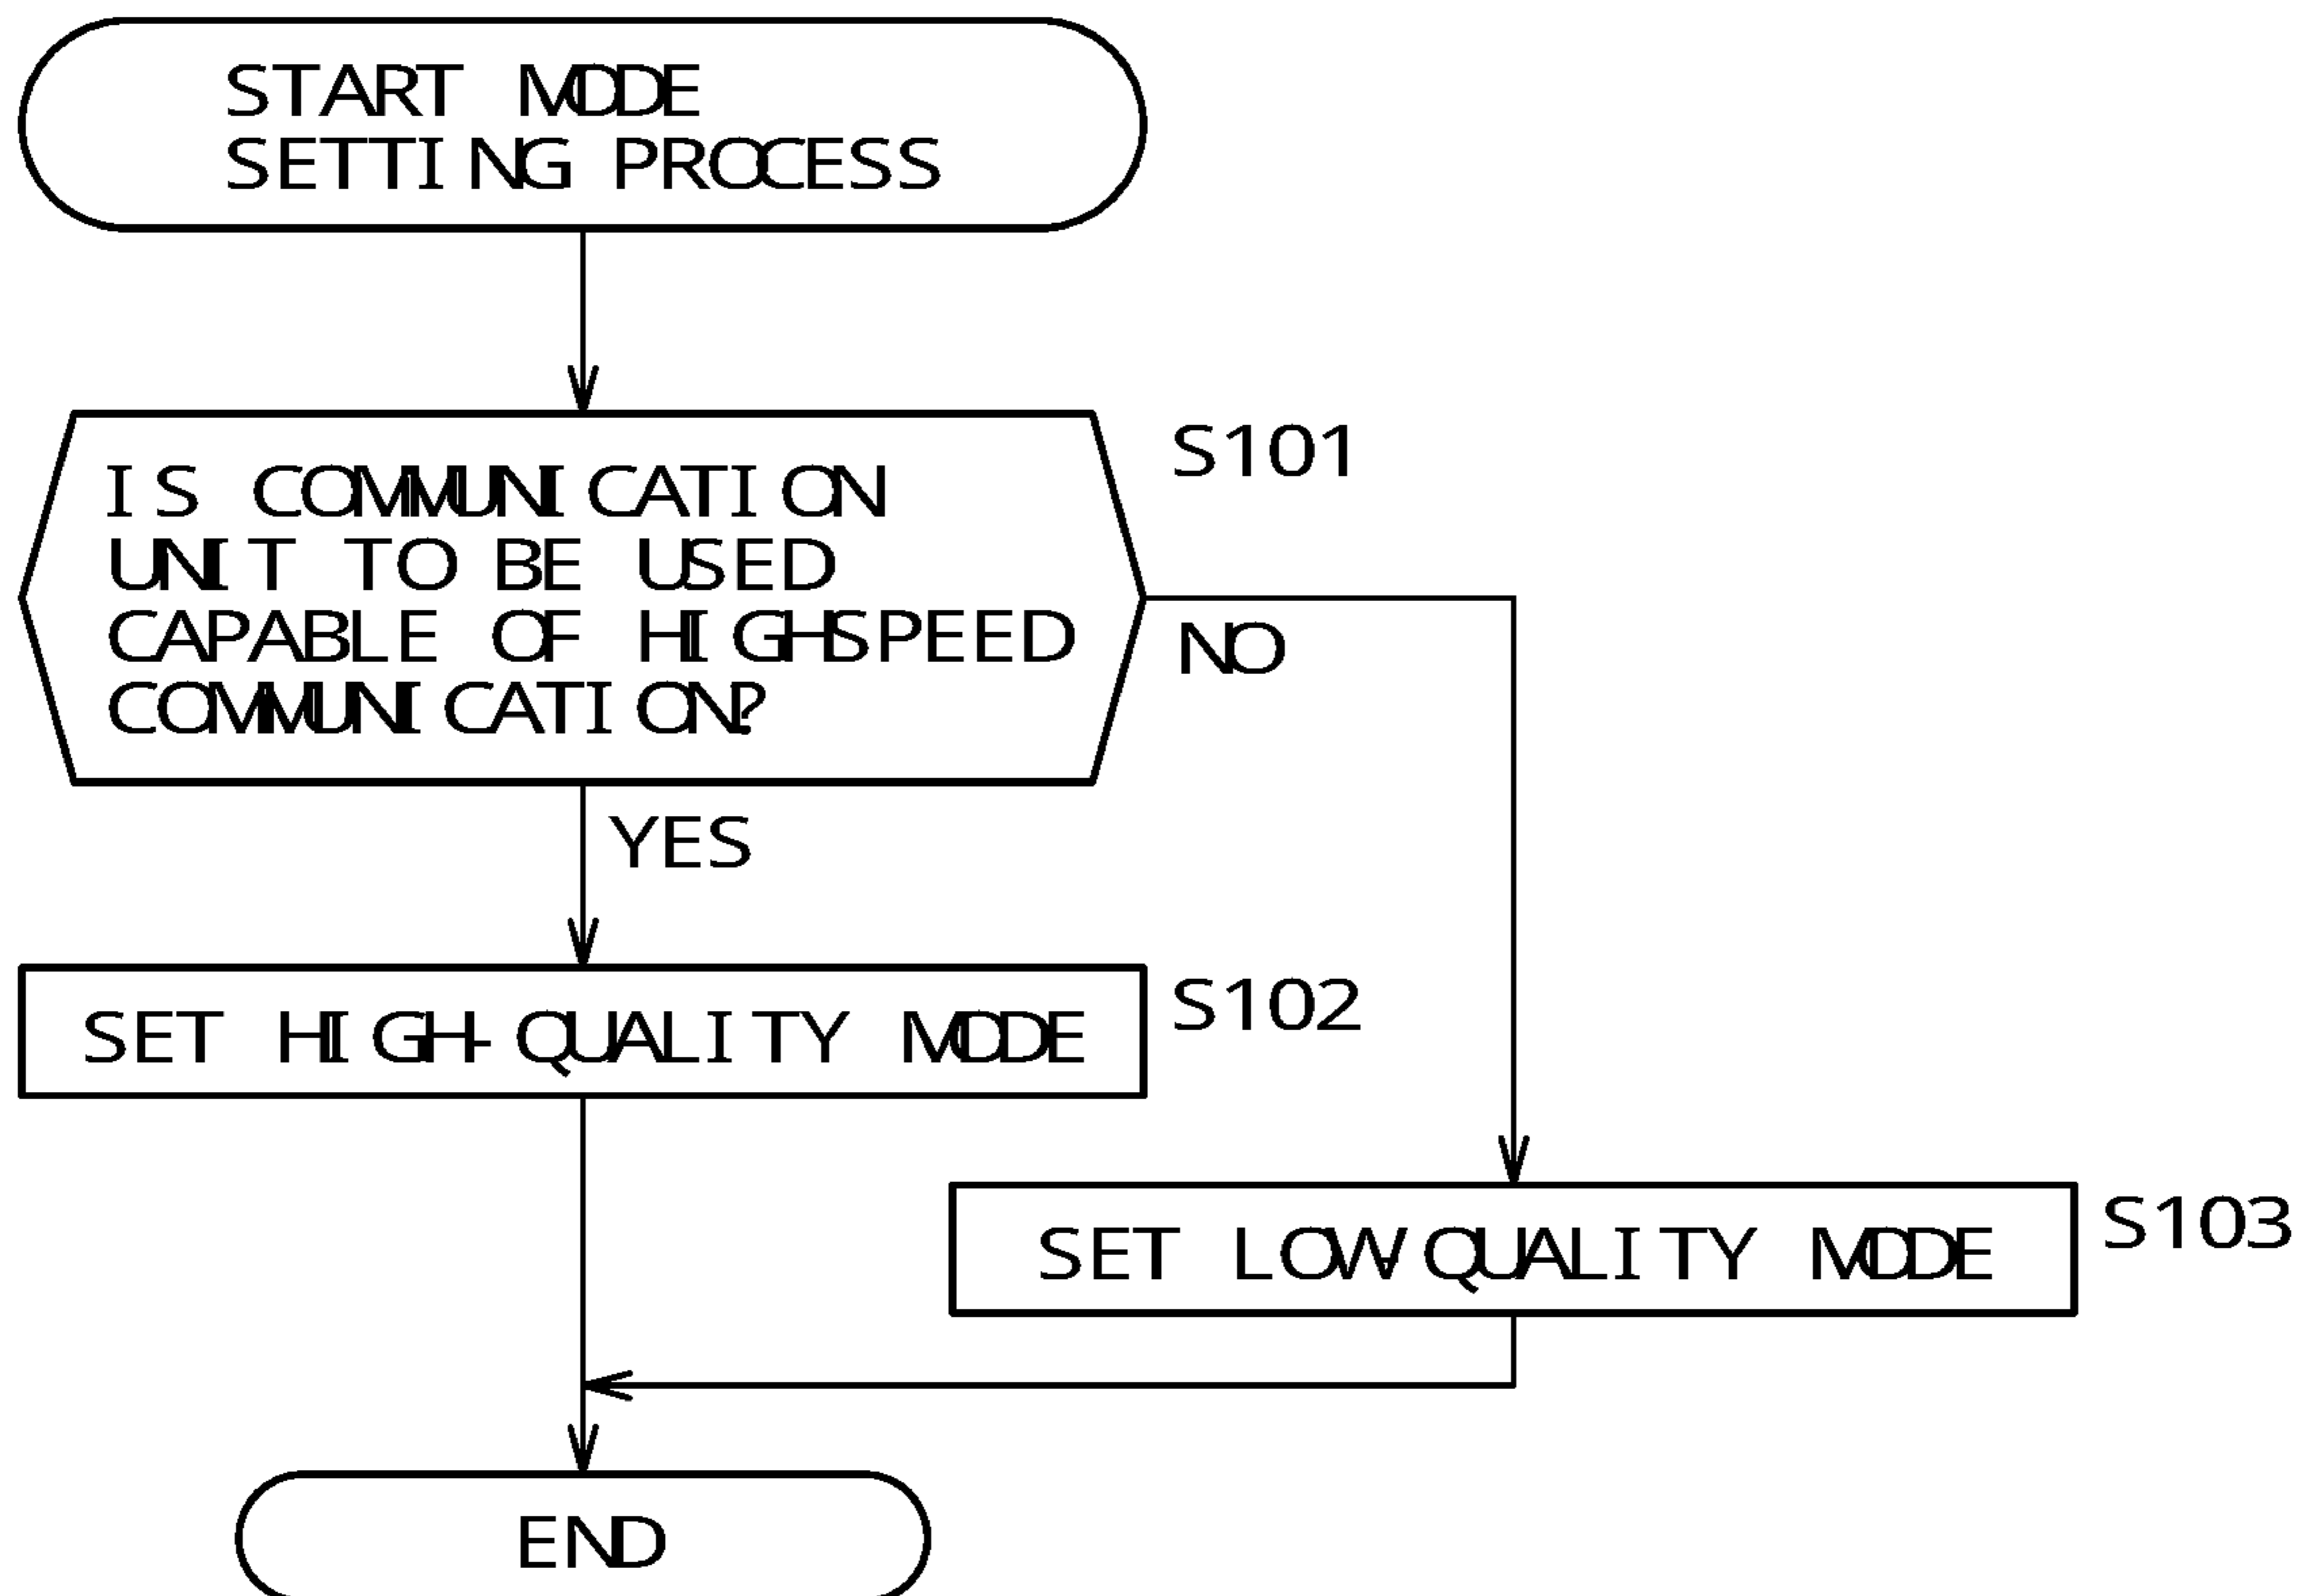 START MODE
SETTING PROCESS
S101
IS COMMUNICATION
UNIT TO BE USED
CAPABLE OF HIGHSPEED
COMMUNICATION?
NO
YES
S102
SET HIGH-QUALITY MODE
S103
SET LOW-QUALITY MODE
END